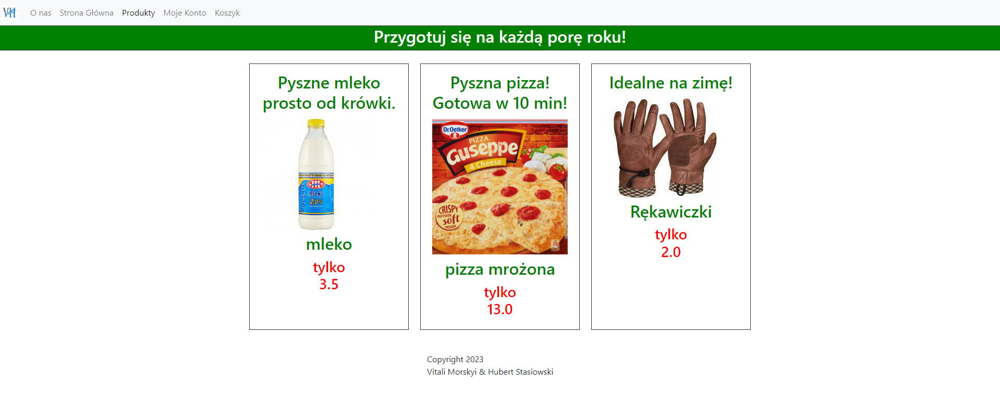 VH
O nas Strona Główna Produkty Moje Konto Koszyk
Przygotuj się na każdą porę roku!
Pyszne mleko
prosto od krówki.
POLSKIE
mleko
2.0%
mleko
tylko
3.5
Pyszna pizza!
Gotowa w 10 min!
Dr.Oetker
PIZZA
Guseppe
4 Cheese
CRISPY
OUTSIDE
soft
INSIDE
pizza mrożona
tylko
13.0
Idealne na zimę!
Rękawiczki
tylko
2.0
Copyright 2023
Vitali Morskyi & Hubert Stasiowski